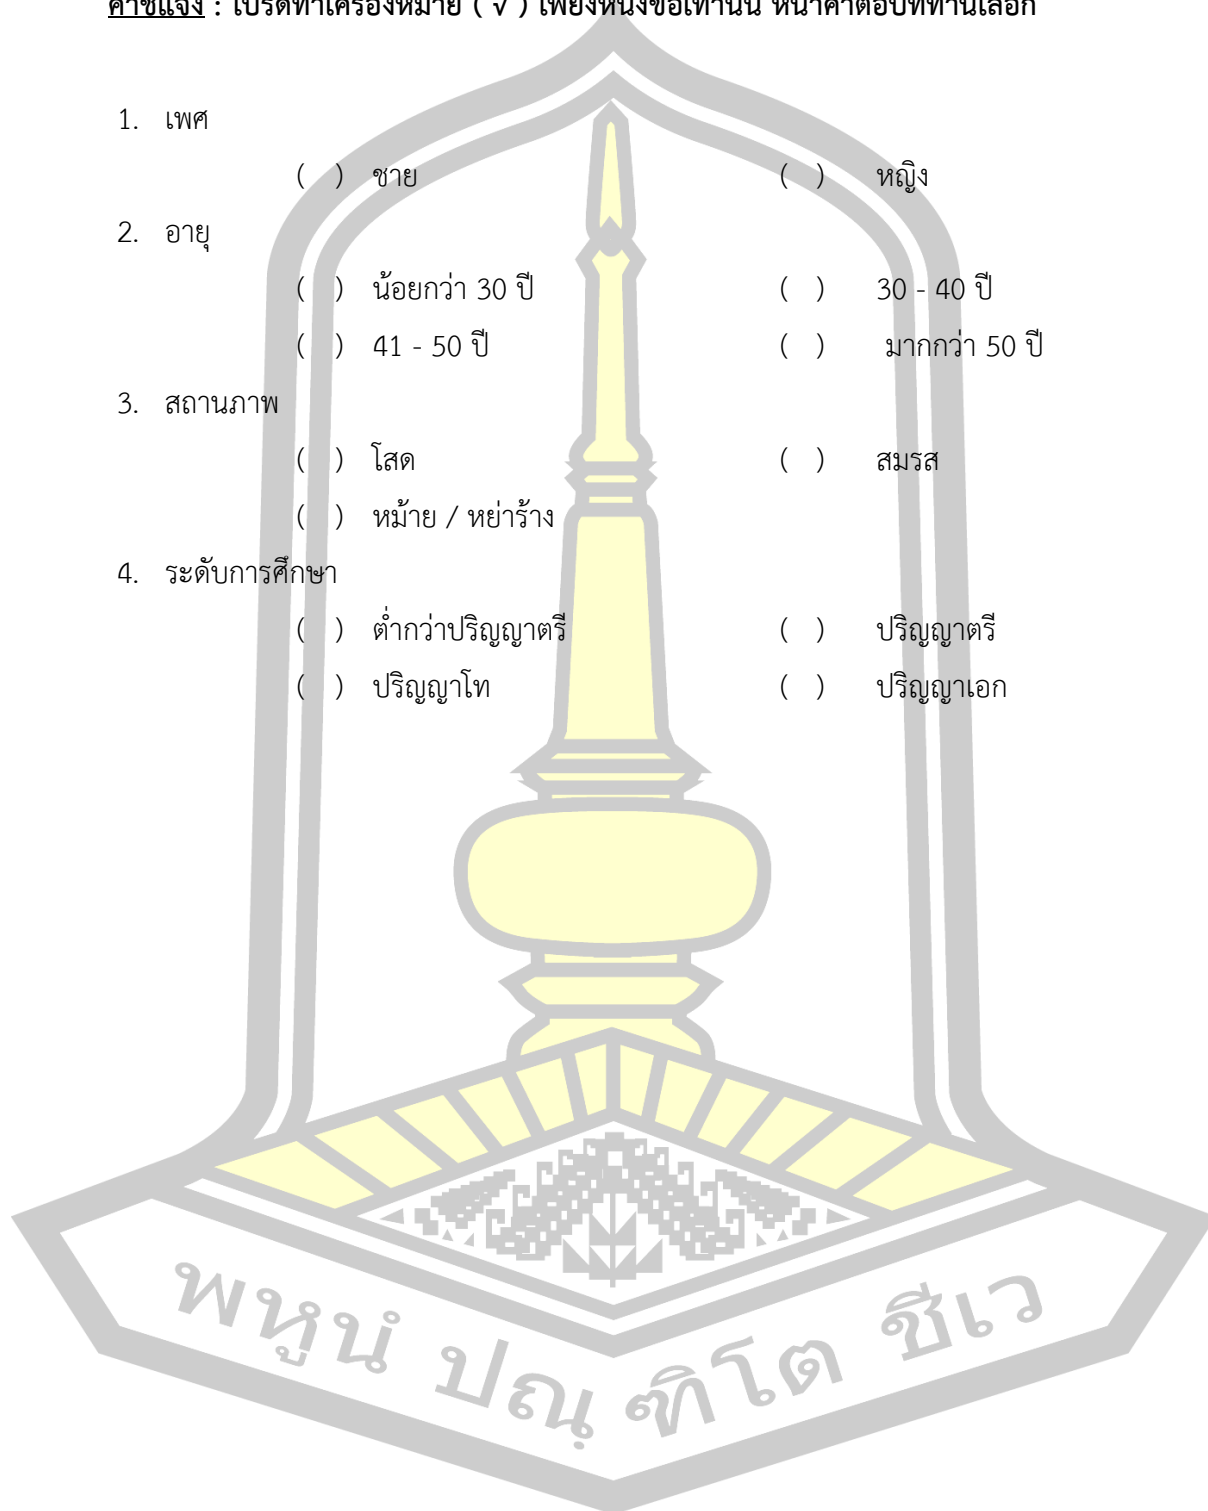 คำชี้แจง : โปรดทำเครื่องหมาย ( √ ) เพียงหนึ่งข้อเท่านั้น หน้าคำตอบที่ท่านเลือก
1. เพศ
( ) ชาย ( ) หญิง
2. อายุ
( ) น้อยกว่า 30 ปี ( ) 30 - 40 ปี
( ) 41 - 50 ปี ( ) มากกว่า 50 ปี
3. สถานภาพ
( ) โสด ( ) สมรส
( ) หม้าย / หย่าร้าง
4. ระดับการศึกษา
( ) ต่ำกว่าปริญญาตรี ( ) ปริญญาตรี
( ) ปริญญาโท ( ) ปริญญาเอก
พหูนํ ปณฺฑิโต ชีเว